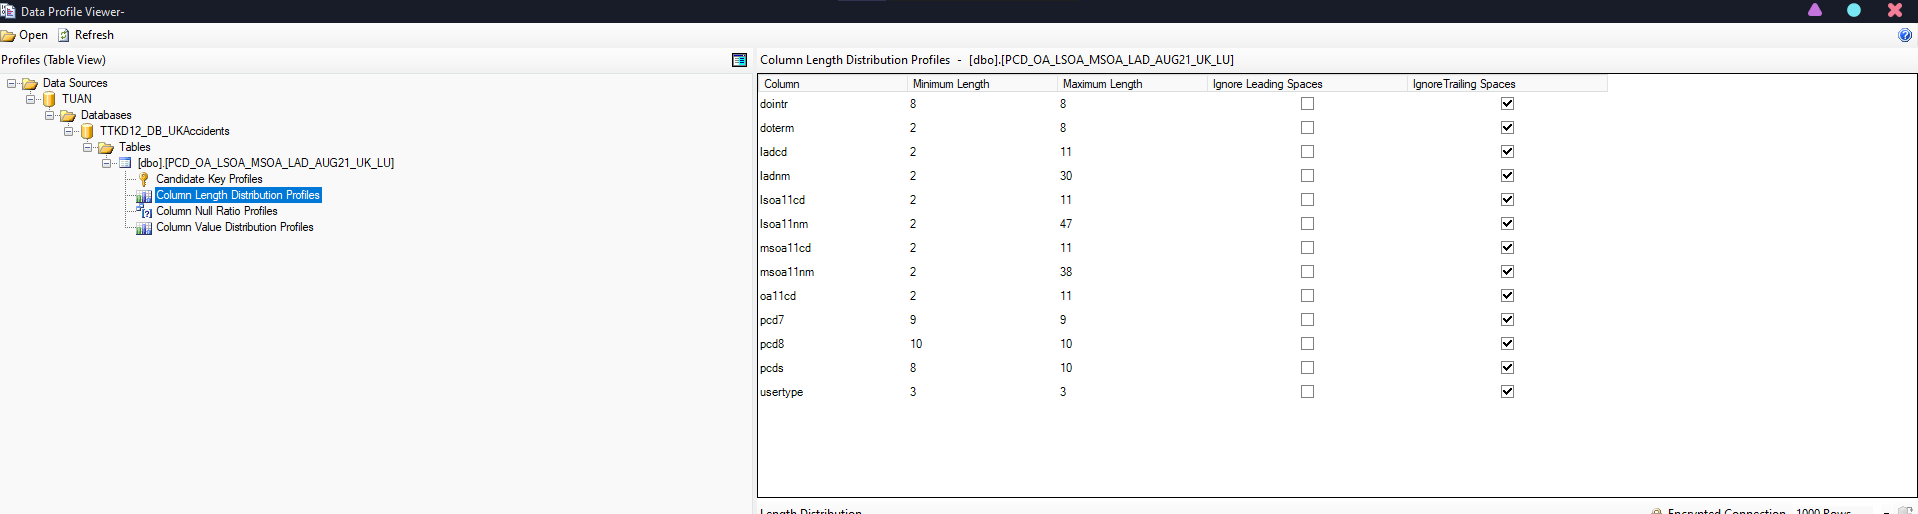 Data Profile Viewer-
Open Refresh
Profiles (Table View)
Data Sources
TUAN
Databases
TTKD12_DB_UKAccidents
Tables
[dbo].[PCD_OA_LSOA_MSOA_LAD_AUG21_UK_LU]
Candidate Key Profiles
Column Length Distribution Profiles
Column Null Ratio Profiles
Column Value Distribution Profiles
Column Length Distribution Profiles - [dbo].[PCD_OA_LSOA_MSOA_LAD_AUG21_UK_LU]
Column Minimum Length Maximum Length Ignore Leading Spaces IgnoreTrailing Spaces
dointr 8 8
doterm 2 8
ladcd 2 11
ladnm 2 30
lsoa11cd 2 11
lsoa11nm 2 47
msoa11cd 2 11
msoa11nm 2 38
oa11cd 2 11
pcd7 9 9
pcd8 10 10
pcds 8 10
usertype 3 3
Length Distribution Encrypted Connection 1000 Rows